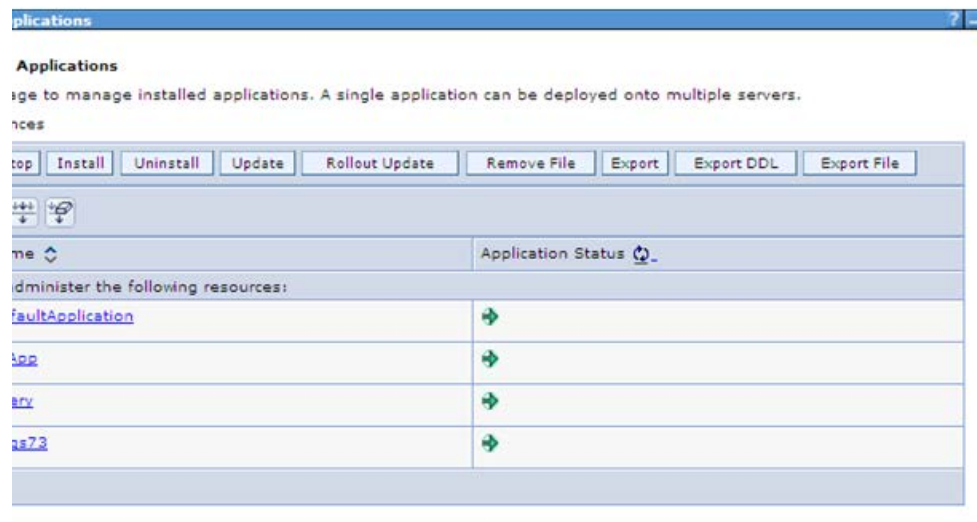 plications ?
Applications
age to manage installed applications. A single application can be deployed onto multiple servers.
nces
top Install Uninstall Update Rollout Update Remove File Export Export DDL Export File
me Application Status
administer the following resources:
faultApplication
App
ery
gs73